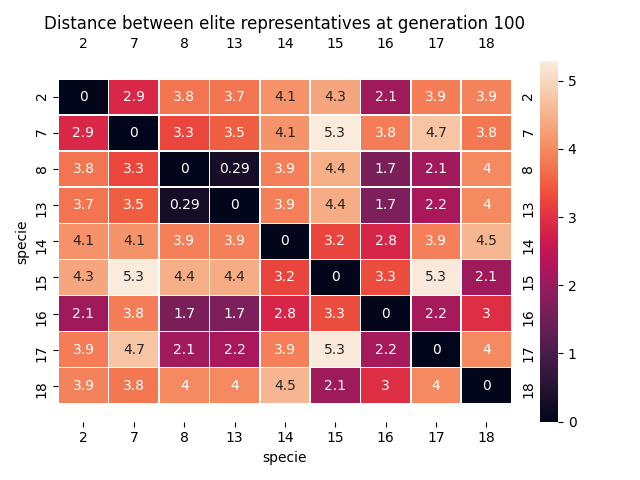 Distance between elite representatives at generation 100
2 7 8 13 14 15 16 17 18
2 0 2.9 3.8 3.7 4.1 4.3 2.1 3.9 3.9 2
7 2.9 0 3.3 3.5 4.1 5.3 3.8 4.7 3.8 7
8 3.8 3.3 0 0.29 3.9 4.4 1.7 2.1 4 8
13 3.7 3.5 0.29 0 3.9 4.4 1.7 2.2 4 13
14 4.1 4.1 3.9 3.9 0 3.2 2.8 3.9 4.5 14
15 4.3 5.3 4.4 4.4 3.2 0 3.3 5.3 2.1 15
16 2.1 3.8 1.7 1.7 2.8 3.3 0 2.2 3 16
17 3.9 4.7 2.1 2.2 3.9 5.3 2.2 0 4 17
18 3.9 3.8 4 4 4.5 2.1 3 4 0 18
2 7 8 13 14 15 16 17 18
specie
specie
5
4
3
2
1
0